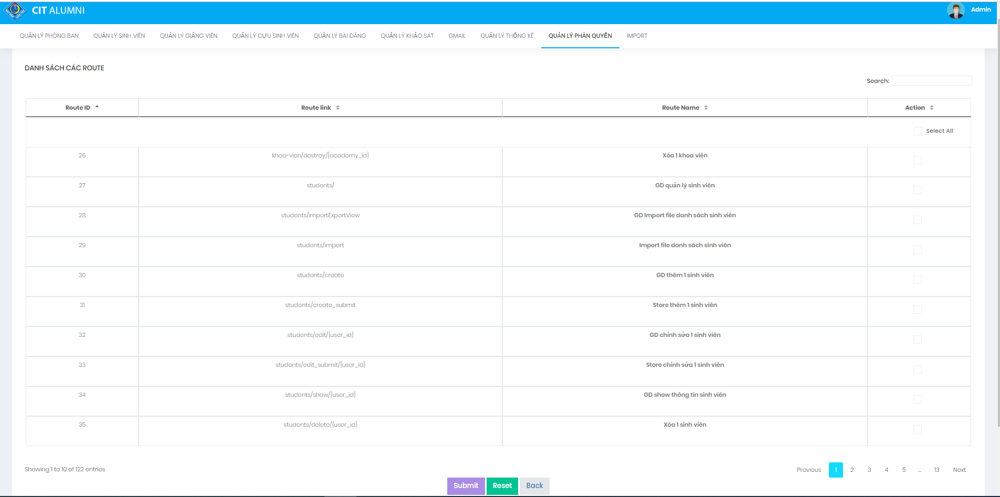 CIT ALUMNI
Admin
QUẢN LÝ PHÒNG BAN QUẢN LÝ SINH VIÊN QUẢN LÝ GIẢNG VIÊN QUẢN LÝ CỰU SINH VIÊN QUẢN LÝ BÀI ĐĂNG QUẢN LÝ KHẢO SÁT GMAIL QUẢN LÝ THỐNG KÊ QUẢN LÝ PHÂN QUYỀN IMPORT
DANH SÁCH CÁC ROUTE
Search:
Route ID Route link Route Name Action
Select All
26 khoa-vien/destroy/{academy_id} Xóa 1 khoa viện
27 students/ GD quản lý sinh viên
28 students/importExportView GD Import file danh sách sinh viên
29 students/import Import file danh sách sinh viên
30 students/create GD thêm 1 sinh viên
31 students/create_submit Store thêm 1 sinh viên
32 students/edit/{user_id} GD chỉnh sửa 1 sinh viên
33 students/edit_submit/{user_id} Store chỉnh sửa 1 sinh viên
34 students/show/{user_id} GD show thông tin sinh viên
35 students/delete/{user_id} Xóa 1 sinh viên
Showing 1 to 10 of 122 entries
Previous 1 2 3 4 5 … 13 Next
Submit Reset Back